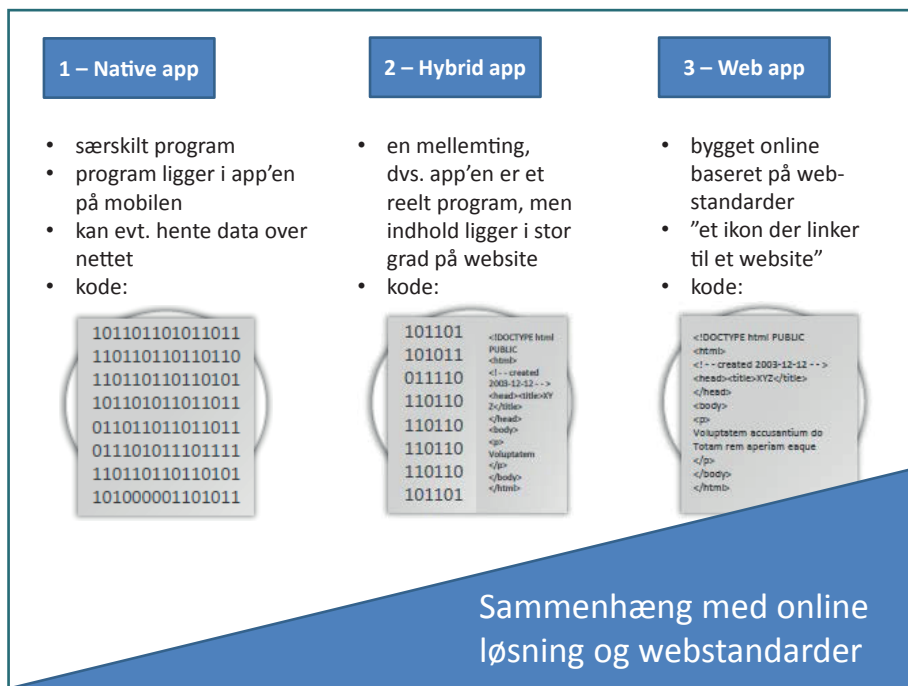 1 – Native app
• særskilt program
• program ligger i app’en
på mobilen
• kan evt. hente data over
nettet
• kode:
101101101011011
110110110110110
110110110110101
101101011011011
011011011011011
011101011101111
110110110110101
101000001101011
2 – Hybrid app
• en mellemting,
dvs. app’en er et
reelt program, men
indhold ligger i stor
grad på website
• kode:
101101
101011
011110
110110
110110
110110
110110
101101
<!DOCTYPE html
PUBLIC
<html>
<! - - created
2003-12-12 - - >
<head><title>XY
Z</title>
</head>
<body>
<p>
Voluptatem
</p>
</body>
</html>
3 – Web app
• bygget online
baseret på web-
standarder
• ”et ikon der linker
til et website”
• kode:
<!DOCTYPE html PUBLIC
<html>
<! - - created 2003-12-12 - - >
<head><title>XYZ</title>
</head>
<body>
<p>
Voluptatem accusantium do
Totam rem aperiam eaque
</p>
</body>
</html>
Sammenhæng med online
løsning og webstandarder